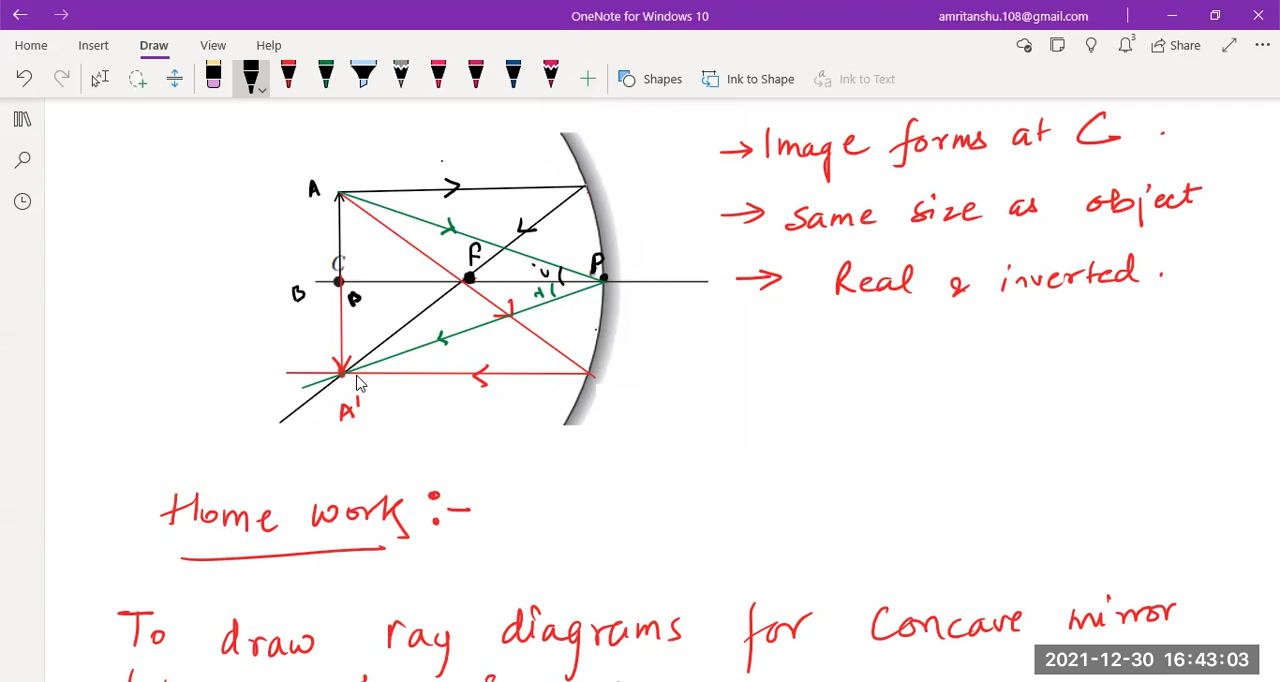 OneNote for Windows 10
amritanshu.108@gmail.com
Home Insert Draw View Help
3
Share
Shapes
Ink to Shape
Ink to Text
→ Image forms at C.
→ same size as object
→ Real & inverted.
A
F
P
C
B
i
r
A'
Home work:-
To draw ray diagrams for Concave mirror
2021-12-30 16:43:03